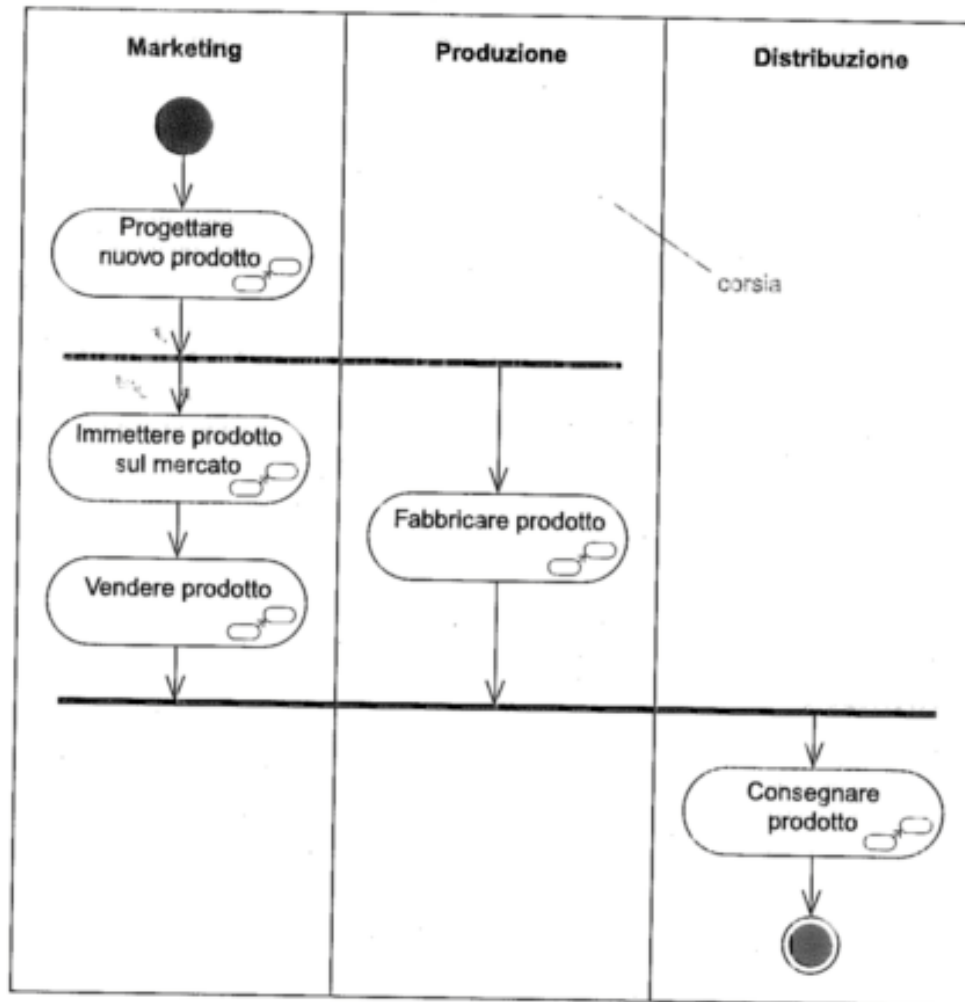 Marketing
Produzione
Distribuzione
Progettare
nuovo prodotto
corsia
Immettere prodotto
sul mercato
Fabbricare prodotto
Vendere prodotto
Consegnare
prodotto